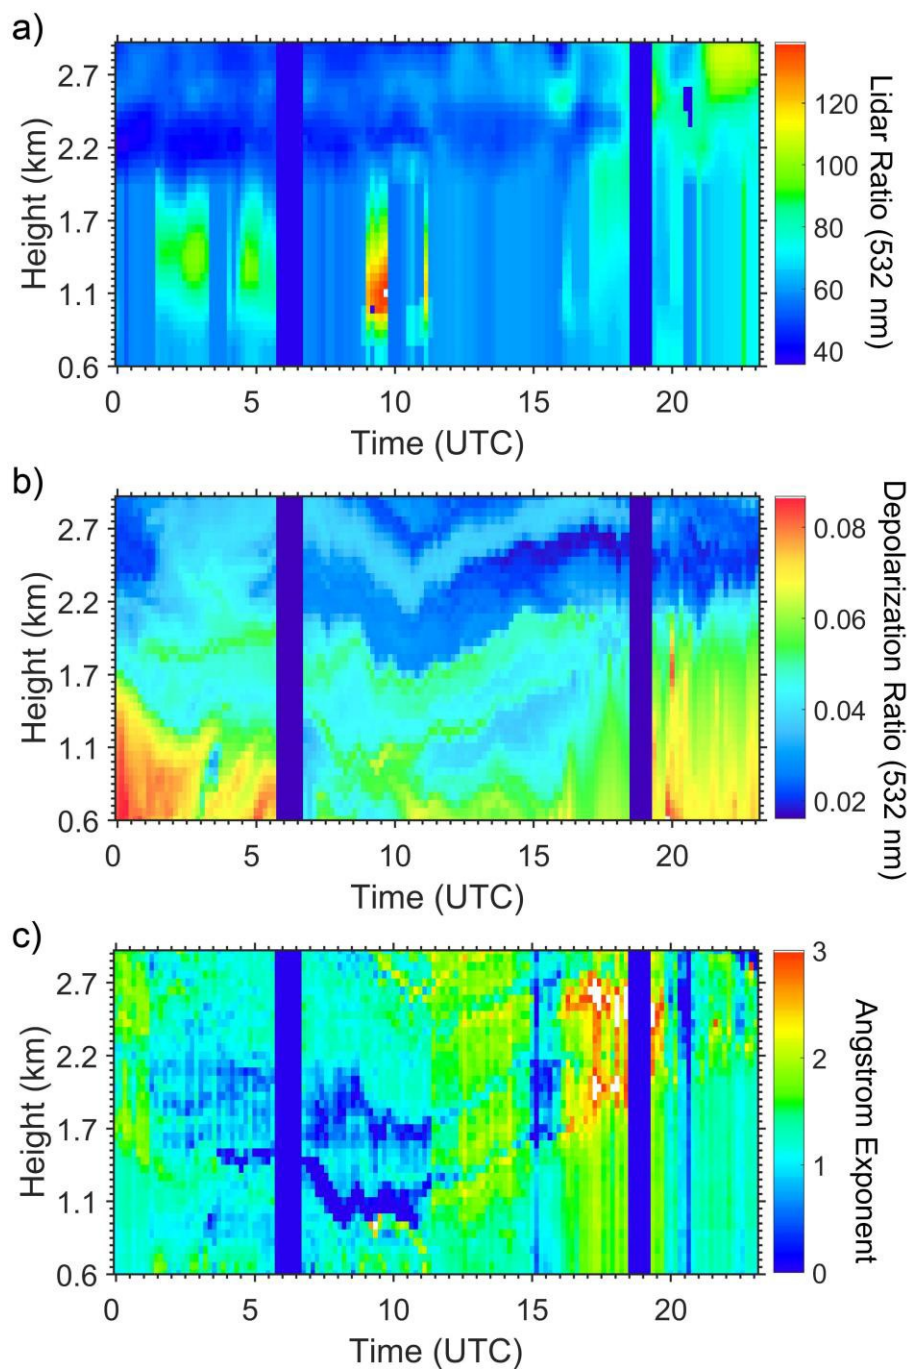 a)
2.7
2.2
1.7
1.1
0.6
Height (km)
0 5 10 15 20
Time (UTC)
120
100
80
60
40
Lidar Ratio (532 nm)
b)
2.7
2.2
1.7
1.1
0.6
Height (km)
0 5 10 15 20
Time (UTC)
0.08
0.06
0.04
0.02
Depolarization Ratio (532 nm)
c)
2.7
2.2
1.7
1.1
0.6
Height (km)
0 5 10 15 20
Time (UTC)
3
2
1
0
Angstrom Exponent